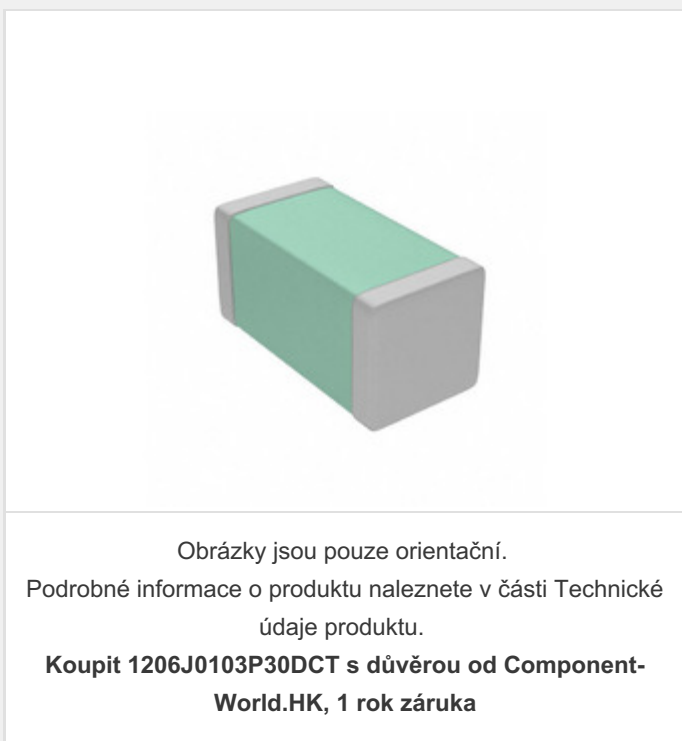 Obrázky jsou pouze orientační.
Podrobné informace o produktu naleznete v části Technické
údaje produktu.
Koupit 1206J0103P30DCT s důvěrou od Component-
World.HK, 1 rok záruka